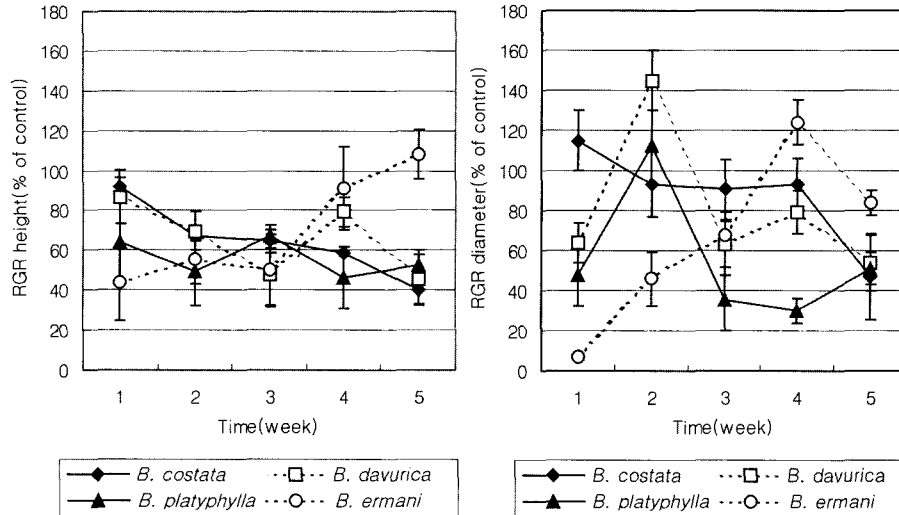 RGR height(% of control)
180
160
140
120
100
80
60
40
20
0
1 2 3 4 5
Time(week)
B. costata B. davurica
B. platyphylla B. ermani
RGR diameter(% of control)
180
160
140
120
100
80
60
40
20
0
1 2 3 4 5
Time(week)
B. costata B. davurica
B. platyphylla B. ermani